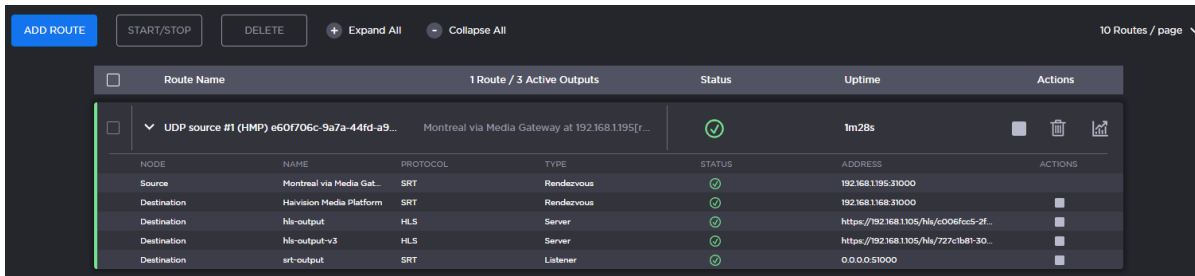 ADD ROUTE START/STOP DELETE + Expand All - Collapse All 10 Routes / page
Route Name 1 Route / 3 Active Outputs Status Uptime Actions
UDP source #1 (HMP) e60f706c-9a7a-44fd-a9... Montreal via Media Gateway at 192.168.1.195[r... 1m28s
NODE NAME PROTOCOL TYPE STATUS ADDRESS ACTIONS
Source Montreal via Media Gat... SRT Rendezvous 192.168.1.195:31000
Destination Haivision Media Platform SRT Rendezvous 192.168.1.168:31000
Destination hls-output HLS Server https://192.168.1.105/hls/c006fcc5-2f...
Destination hls-output-v3 HLS Server https://192.168.1.105/hls/727c1b81-30...
Destination srt-output SRT Listener 0.0.0.0:51000